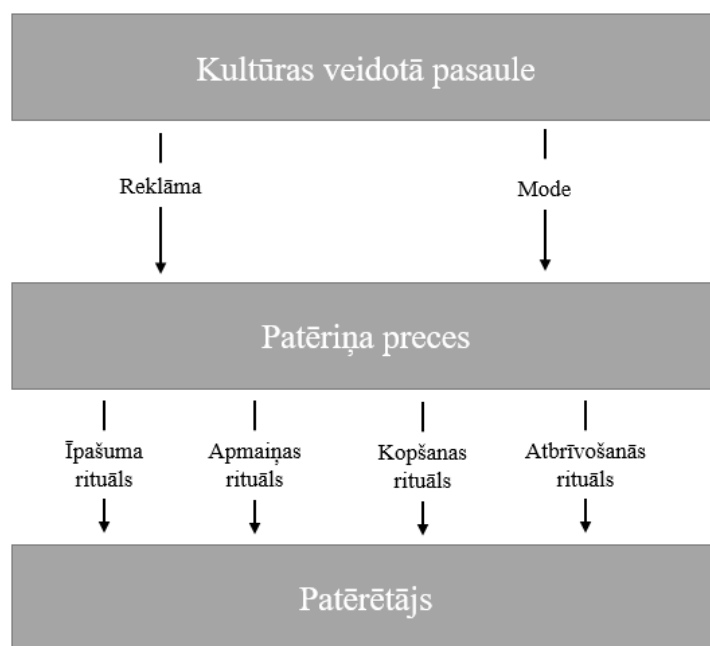 Kultūras veidotā pasaule
Reklāma
Mode
Patēriņa preces
Īpašuma
rituāls
Apmaiņas
rituāls
Kopšanas
rituāls
Atbrīvošanās
rituāls
Patērētājs